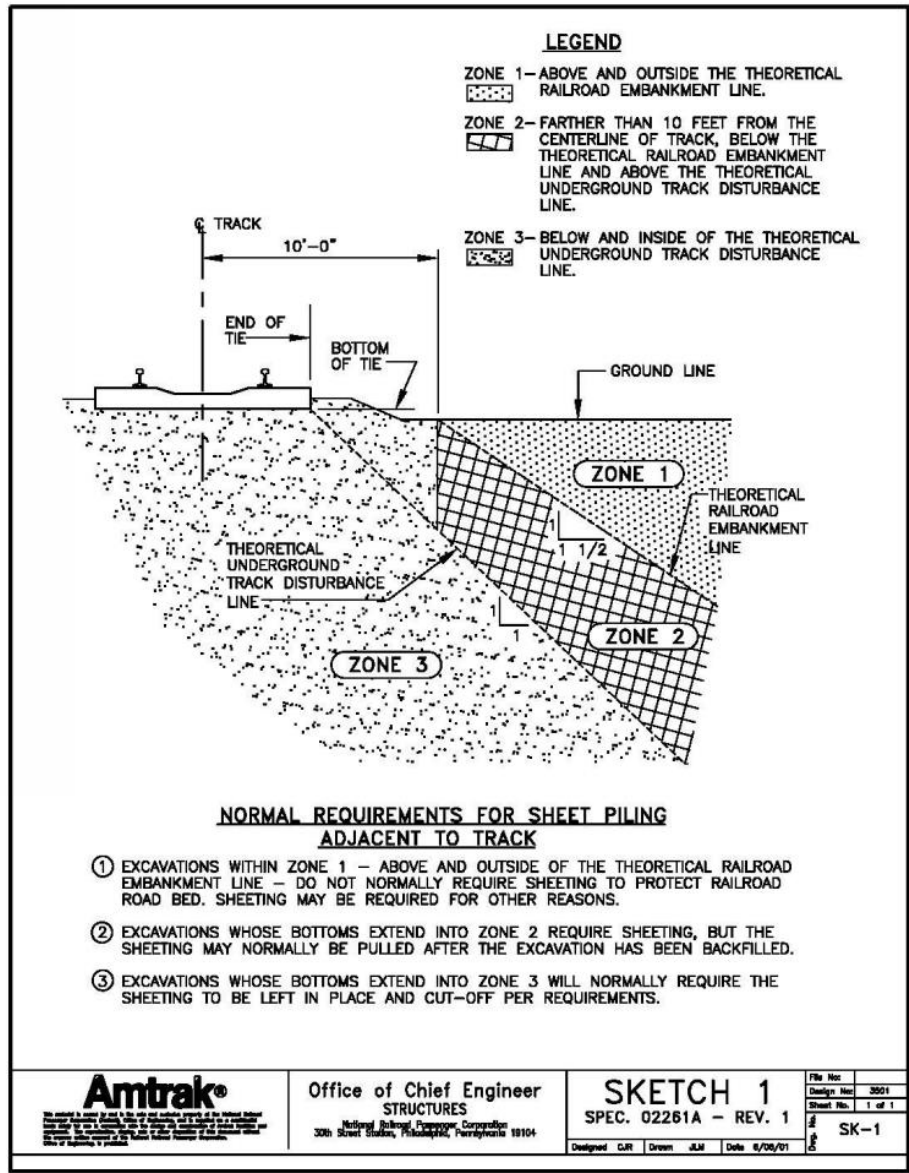 LEGEND
ZONE 1– ABOVE AND OUTSIDE THE THEORETICAL
RAILROAD EMBANKMENT LINE.
ZONE 2– FARTHER THAN 10 FEET FROM THE
CENTERLINE OF TRACK, BELOW THE
THEORETICAL RAILROAD EMBANKMENT
LINE AND ABOVE THE THEORETICAL
UNDERGROUND TRACK DISTURBANCE
LINE.
ZONE 3– BELOW AND INSIDE OF THE THEORETICAL
UNDERGROUND TRACK DISTURBANCE
LINE.
℄ TRACK
10'-0"
END OF
TIE
BOTTOM
OF TIE
GROUND LINE
ZONE 1
THEORETICAL
RAILROAD
EMBANKMENT
LINE
1
1 1/2
THEORETICAL
UNDERGROUND
TRACK DISTURBANCE
LINE
1
1
ZONE 2
ZONE 3
NORMAL REQUIREMENTS FOR SHEET PILING
ADJACENT TO TRACK
① EXCAVATIONS WITHIN ZONE 1 – ABOVE AND OUTSIDE OF THE THEORETICAL RAILROAD
EMBANKMENT LINE – DO NOT NORMALLY REQUIRE SHEETING TO PROTECT RAILROAD
ROAD BED. SHEETING MAY BE REQUIRED FOR OTHER REASONS.
② EXCAVATIONS WHOSE BOTTOMS EXTEND INTO ZONE 2 REQUIRE SHEETING, BUT THE
SHEETING MAY NORMALLY BE PULLED AFTER THE EXCAVATION HAS BEEN BACKFILLED.
③ EXCAVATIONS WHOSE BOTTOMS EXTEND INTO ZONE 3 WILL NORMALLY REQUIRE THE
SHEETING TO BE LEFT IN PLACE AND CUT-OFF PER REQUIREMENTS.
Amtrak®
Office of Chief Engineer
STRUCTURES
National Railroad Passenger Corporation
30th Street Station, Philadelphia, Pennsylvania 19104
SKETCH 1
SPEC. 02261A – REV. 1
Designed CJR Drawn JLM Date 6/06/01
File No:
Design No: 3501
Sheet No. 1 of 1
Dwg. No. SK-1